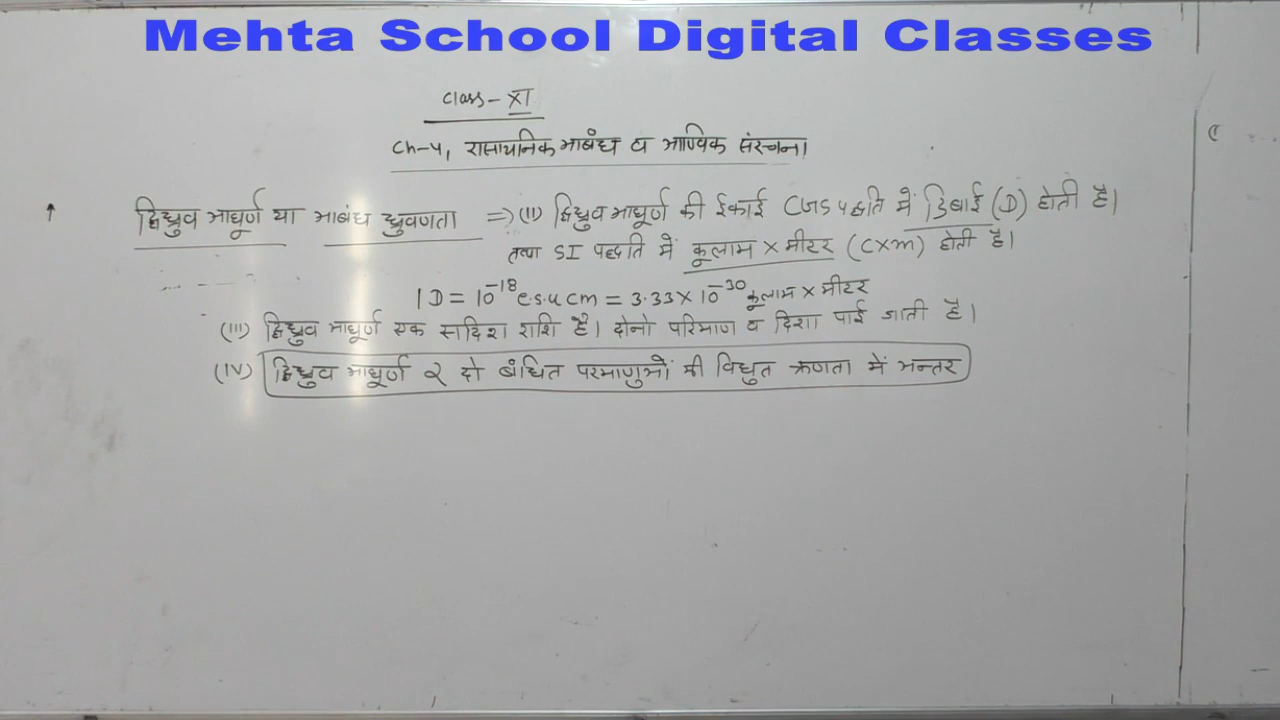 Mehta School Digital Classes
Class - XI
Ch-4, रासायनिक आबंध व आण्विक संरचना
द्विध्रुव आघूर्ण या आबंध ध्रुवणता ⇒ (II) द्विध्रुव आघूर्ण की ईकाई CGS पद्धति में डिबाई (D) होती है।
तथा SI पद्धति में कूलाम × मीटर (C×m) होती है।
1 D = 10⁻¹⁸ e.s.u cm = 3.33 × 10⁻³⁰ कूलाम × मीटर
(III) द्विध्रुव आघूर्ण एक सदिश राशि है। दोनो परिमाण व दिशा पाई जाती है।
(IV) द्विध्रुव आघूर्ण α दो बंधित परमाणुओं की विद्युत ऋणता में अन्तर